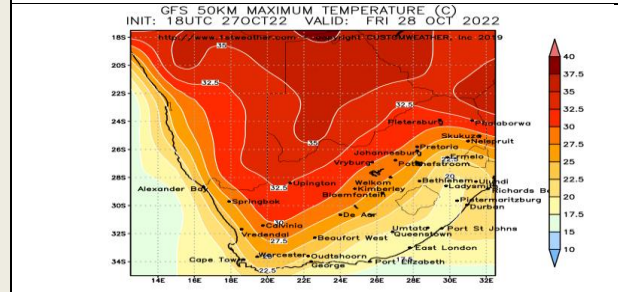 GFS 50KM MAXIMUM TEMPERATURE (C)
INIT: 18UTC 27OCT22 VALID: FRI 28 OCT 2022
http://www.1stweather.com Copyright CUSTOMWEATHER, Inc 2019
18S
20S
22S
24S
26S
28S
30S
32S
34S
14E 16E 18E 20E 22E 24E 26E 28E 30E 32E
35
32.5
32.5
35
32.5
30
27.5
25
22.5
22.5
20
17.5
Pietersburg
Phalaborwa
Skukuza
Nelspruit
Pretoria
Johannesburg
Ermelo
Vryburg
Potchefstroom
Upington
Welkom
Kimberley
Bethlehem
Ulundi
Ladysmith
Richards B
Alexander Bay
Springbok
Bloemfontein
Pietermaritzburg
Durban
De Aar
Calvinia
Vredendal
Beaufort West
Umtata
Port St Johns
Queenstown
East London
Cape Town
Worcester
Oudtshoorn
George
Port Elizabeth
40
37.5
35
32.5
30
27.5
25
22.5
20
17.5
15
10